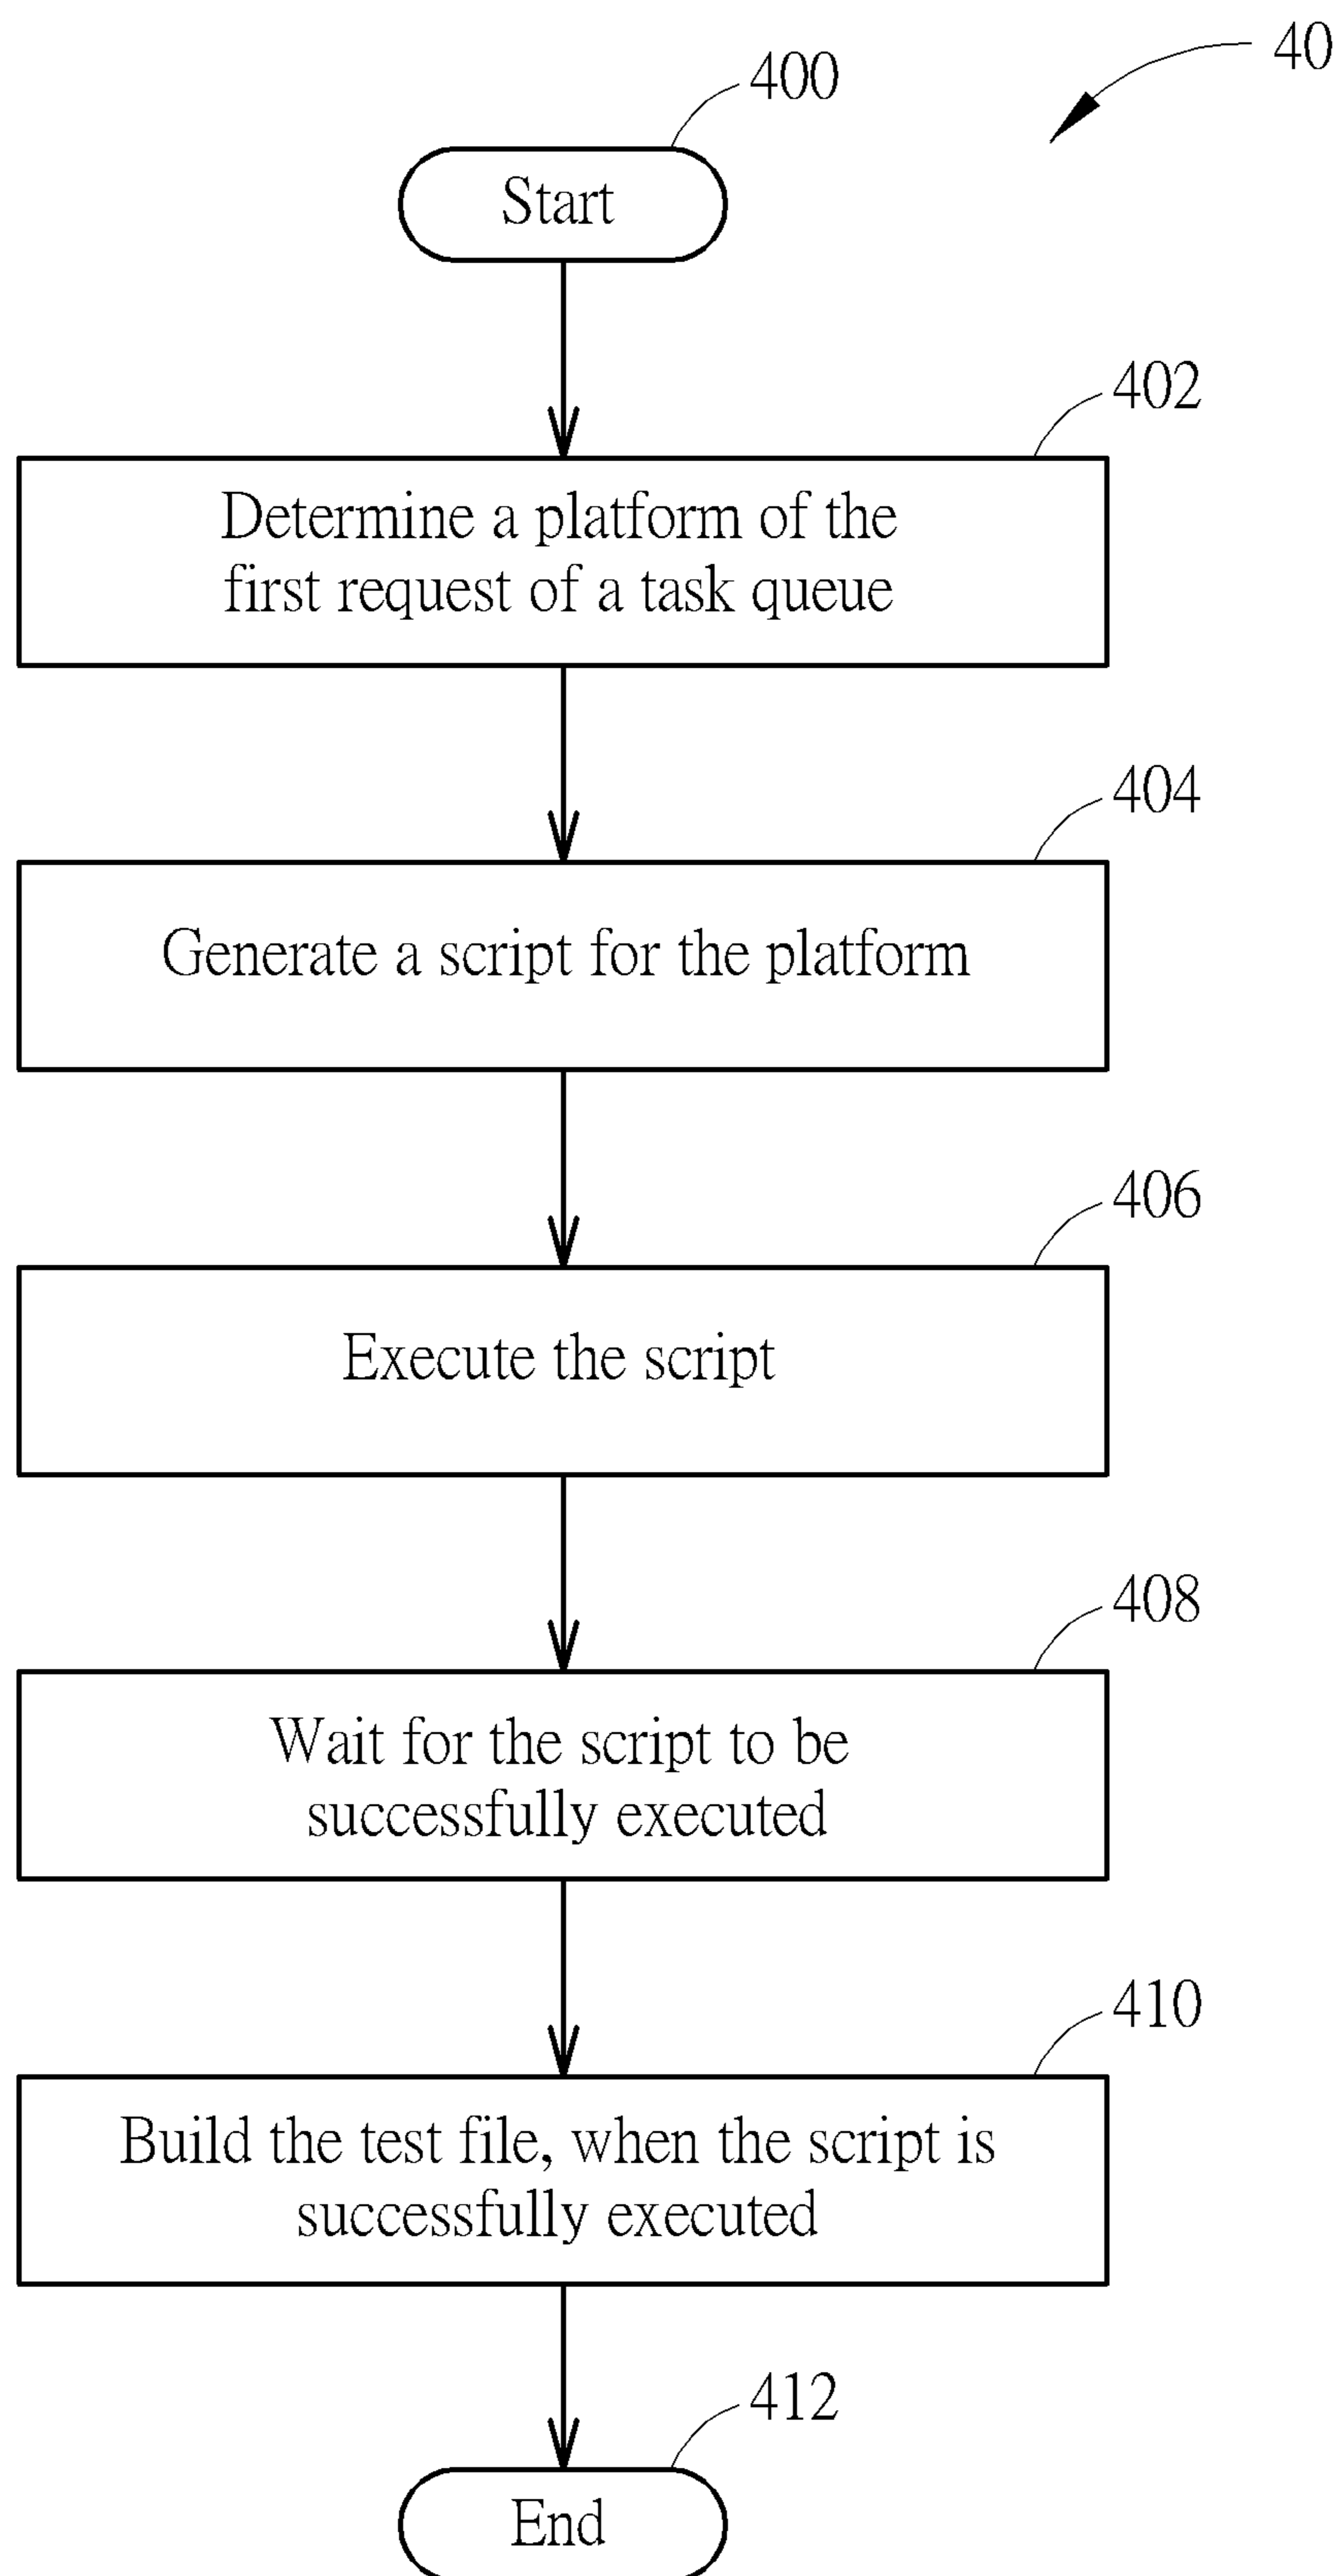 40
400
Start
402
Determine a platform of the
first request of a task queue
404
Generate a script for the platform
406
Execute the script
408
Wait for the script to be
successfully executed
410
Build the test file, when the script is
successfully executed
412
End